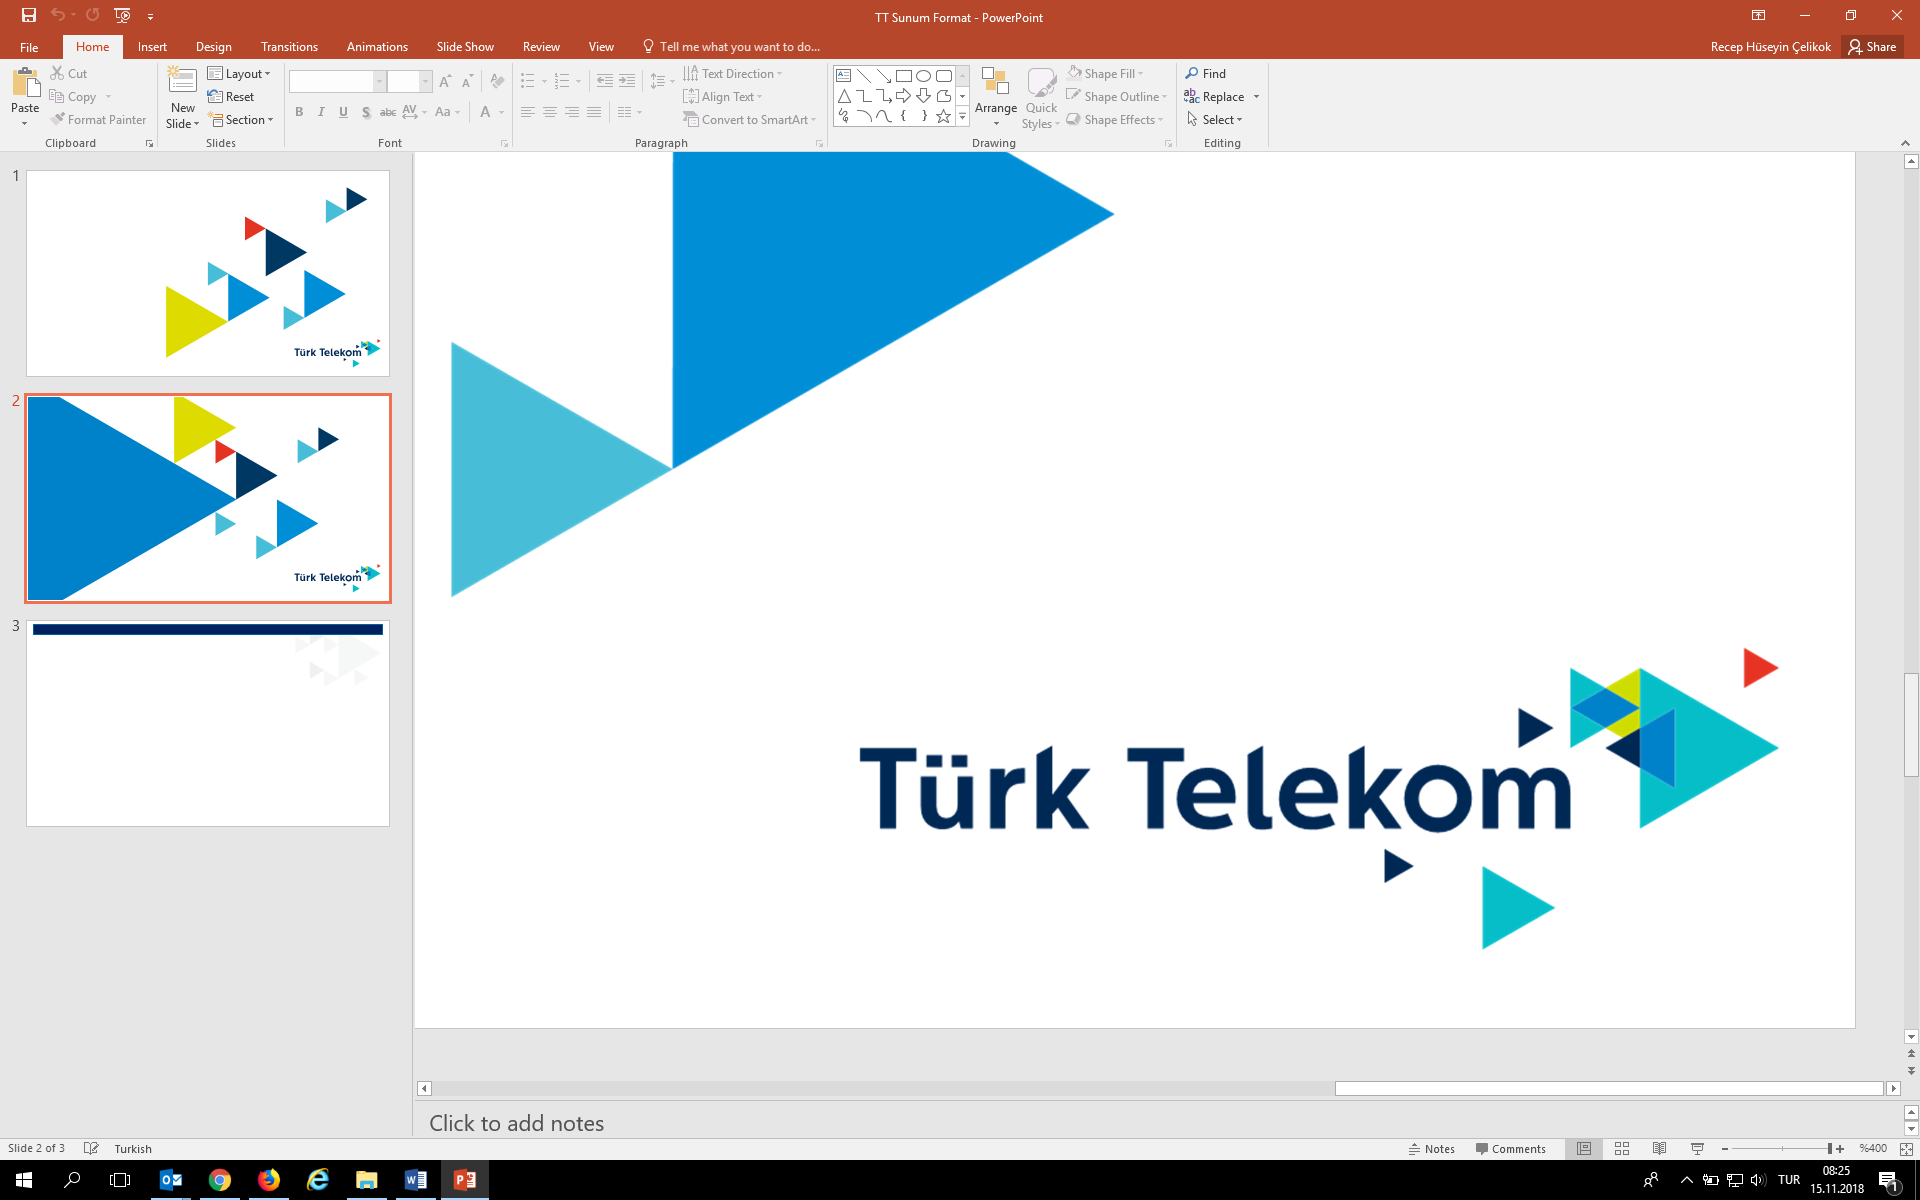 TT Sunum Format - PowerPoint
File Home Insert Design Transitions Animations Slide Show Review View Tell me what you want to do... Recep Hüseyin Çelikok Share
Paste Cut Copy Format Painter
Clipboard
New Slide Layout Reset Section
Slides
B I U S abc AV Aa A
Font
Text Direction
Align Text
Convert to SmartArt
Paragraph
Arrange Quick Styles Shape Fill
Shape Outline
Shape Effects
Drawing
Find
Replace
Select
Editing
1
Türk Telekom
2
Türk Telekom
3
Türk Telekom
Click to add notes
Slide 2 of 3 Turkish Notes Comments %400
TUR 08:25
15.11.2018 1